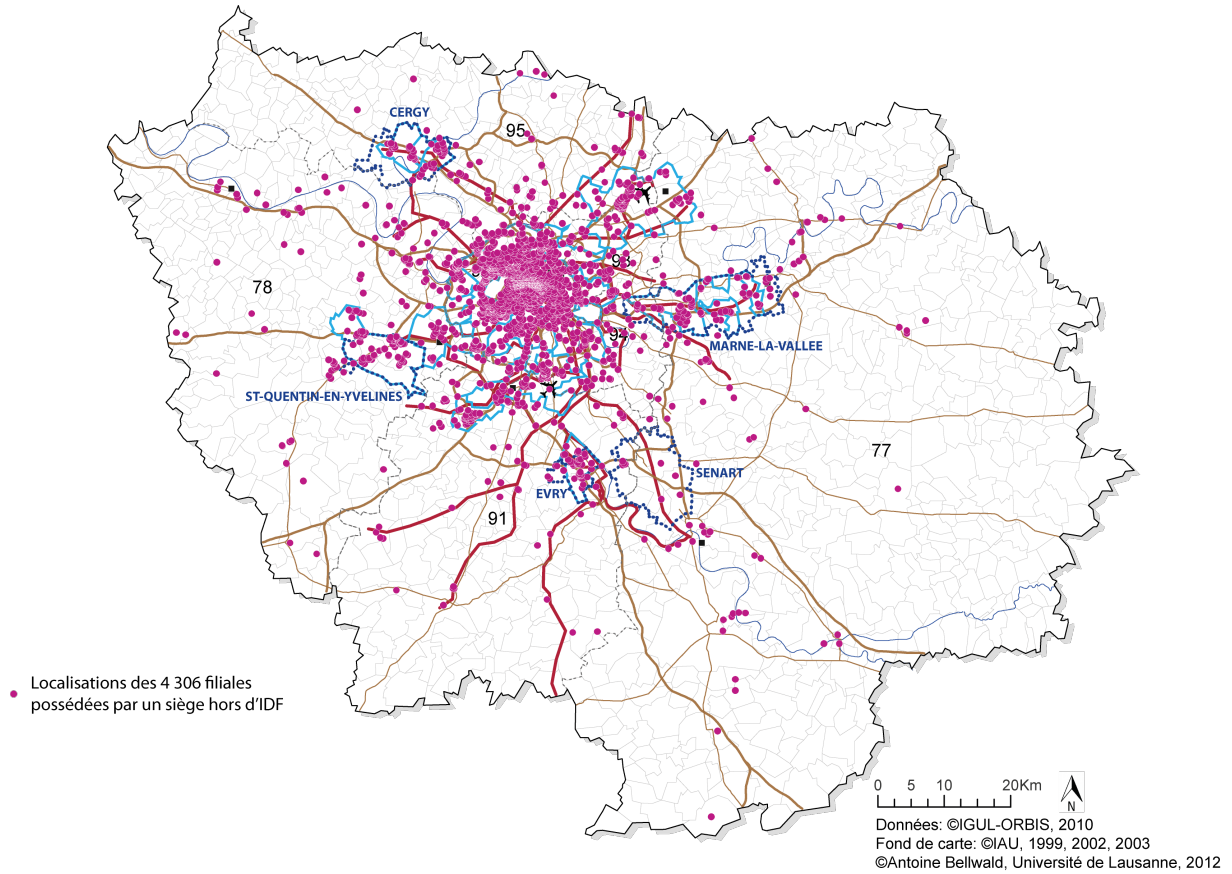 CERGY
95
93
78
94
MARNE-LA-VALLEE
ST-QUENTIN-EN-YVELINES
77
SENART
EVRY
91
Localisations des 4 306 filiales
possédées par un siège hors d'IDF
0 5 10 20Km
N
Données: ©IGUL-ORBIS, 2010
Fond de carte: ©IAU, 1999, 2002, 2003
©Antoine Bellwald, Université de Lausanne, 2012